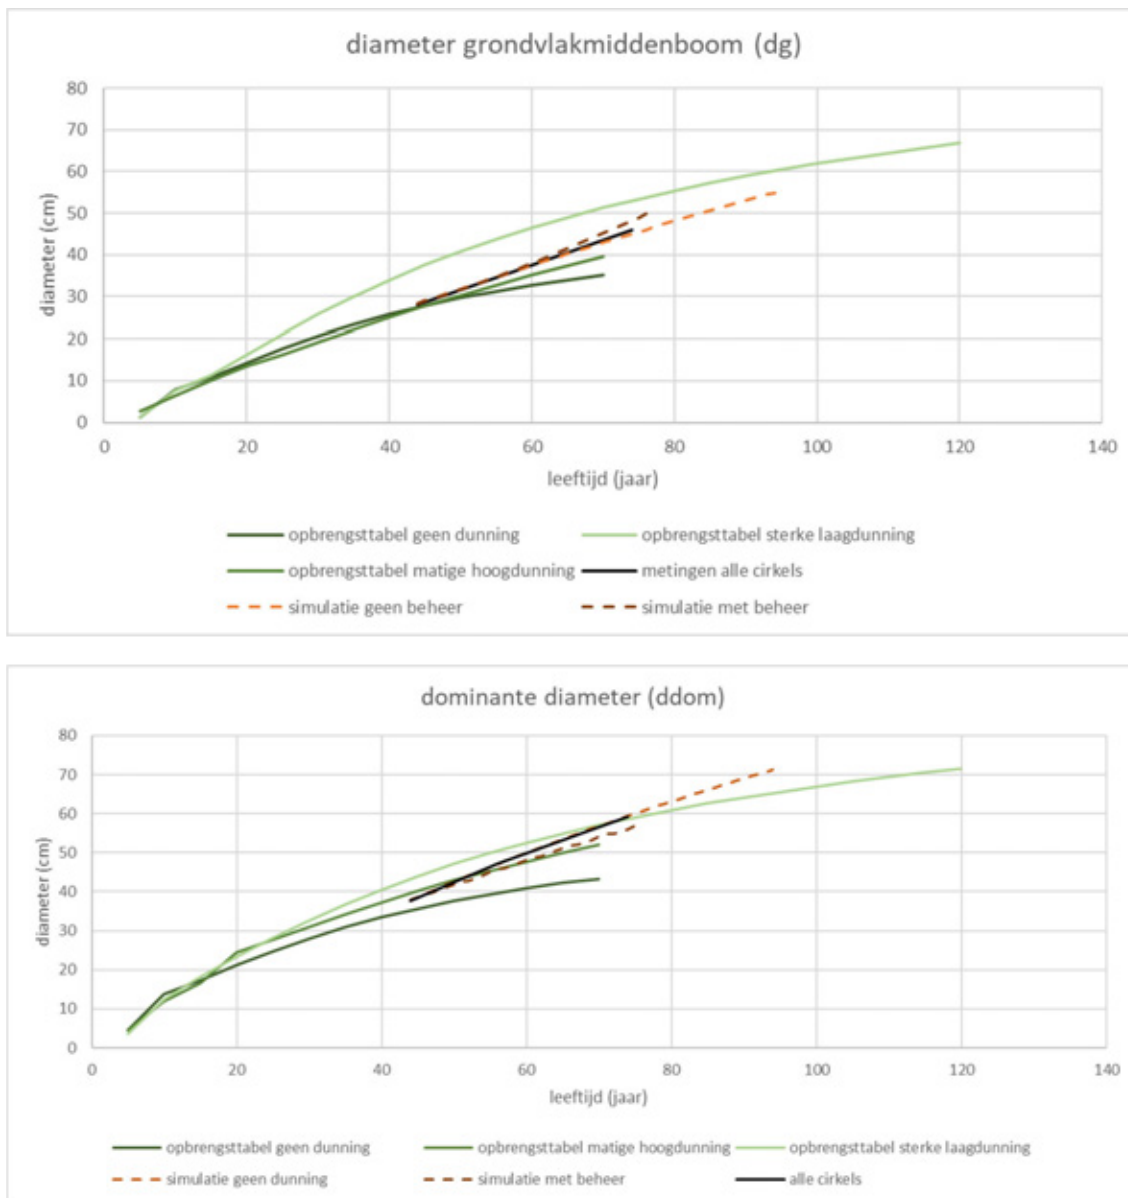 diameter grondvlakmiddenboom (dg)
80
70
60
50
40
30
20
10
0
diameter (cm)
0 20 40 60 80 100 120 140
leeftijd (jaar)
opbrengsttabel geen dunning opbrengsttabel sterke laagdunning
opbrengsttabel matige hoogdunning metingen alle cirkels
simulatie geen beheer simulatie met beheer
dominante diameter (ddom)
80
70
60
50
40
30
20
10
0
diameter (cm)
0 20 40 60 80 100 120 140
leeftijd (jaar)
opbrengsttabel geen dunning opbrengsttabel matige hoogdunning opbrengsttabel sterke laagdunning
simulatie geen dunning simulatie met beheer alle cirkels